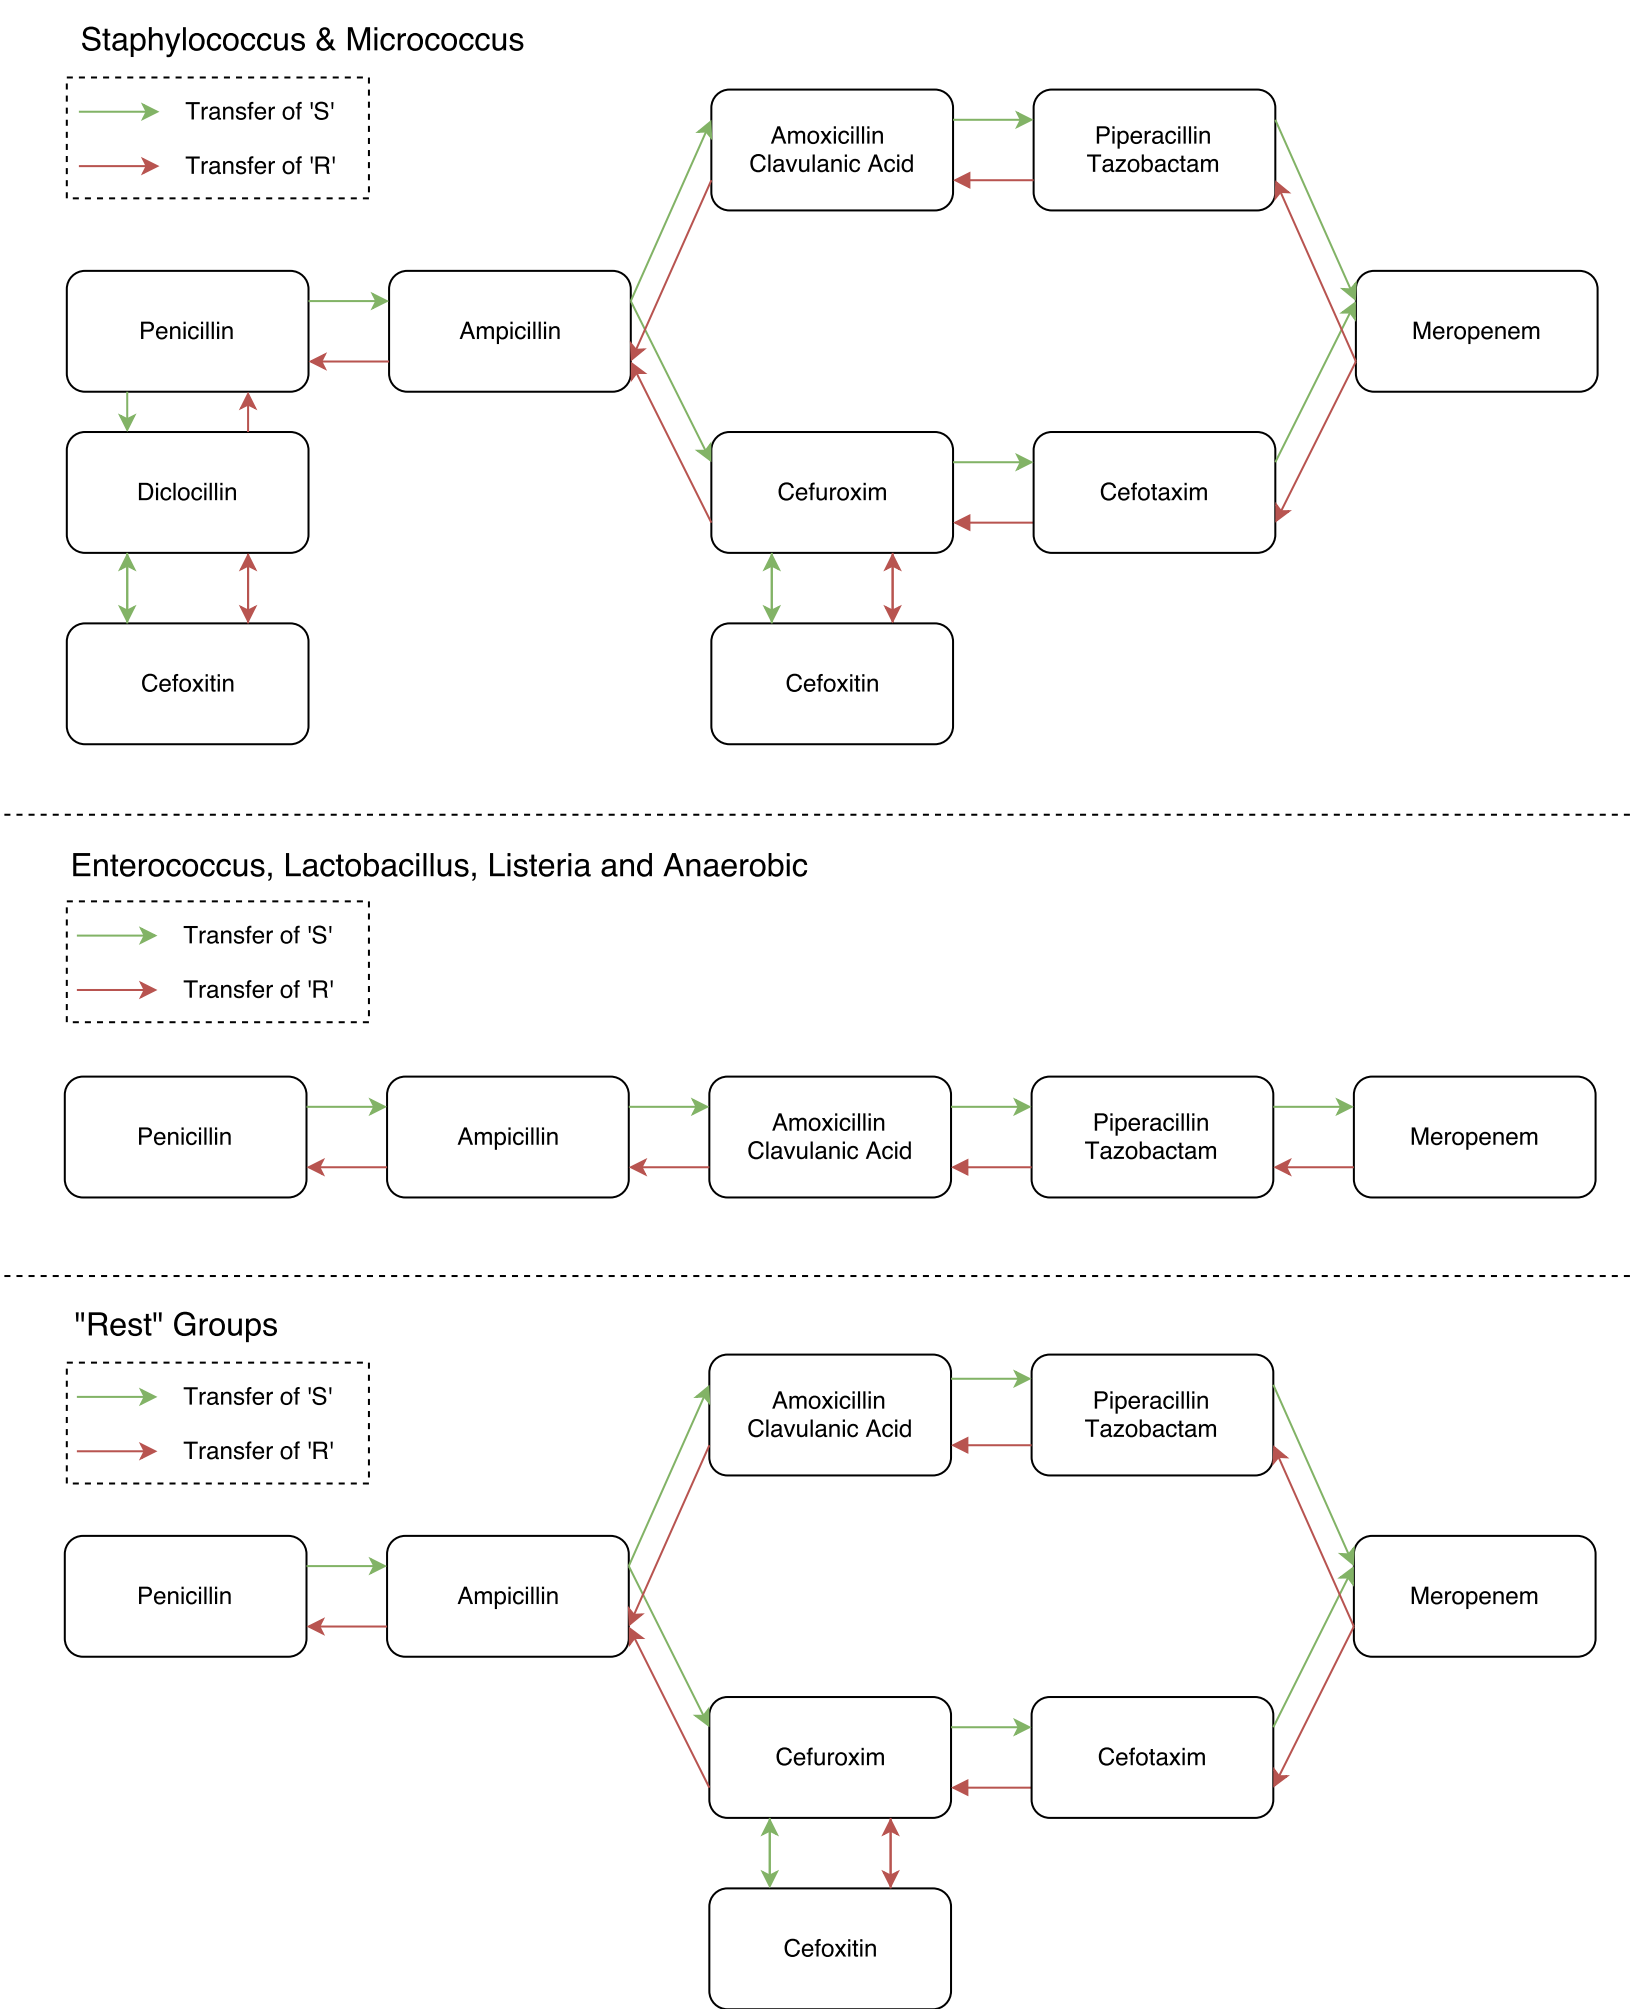 Staphylococcus & Micrococcus
Transfer of 'S'
Transfer of 'R'
Amoxicillin
Clavulanic Acid
Piperacillin
Tazobactam
Penicillin
Ampicillin
Meropenem
Diclocillin
Cefuroxim
Cefotaxim
Cefoxitin
Cefoxitin
Enterococcus, Lactobacillus, Listeria and Anaerobic
Transfer of 'S'
Transfer of 'R'
Penicillin
Ampicillin
Amoxicillin
Clavulanic Acid
Piperacillin
Tazobactam
Meropenem
"Rest" Groups
Transfer of 'S'
Transfer of 'R'
Amoxicillin
Clavulanic Acid
Piperacillin
Tazobactam
Penicillin
Ampicillin
Meropenem
Cefuroxim
Cefotaxim
Cefoxitin